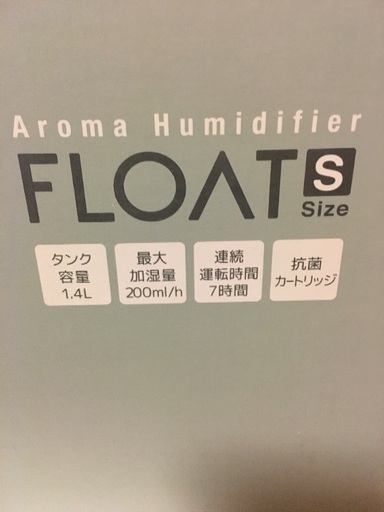 Aroma Humidifier
FLOAT S
Size
タンク
容量
1.4L
最大
加湿量
200ml/h
連続
運転時間
7時間
抗菌
カートリッジ